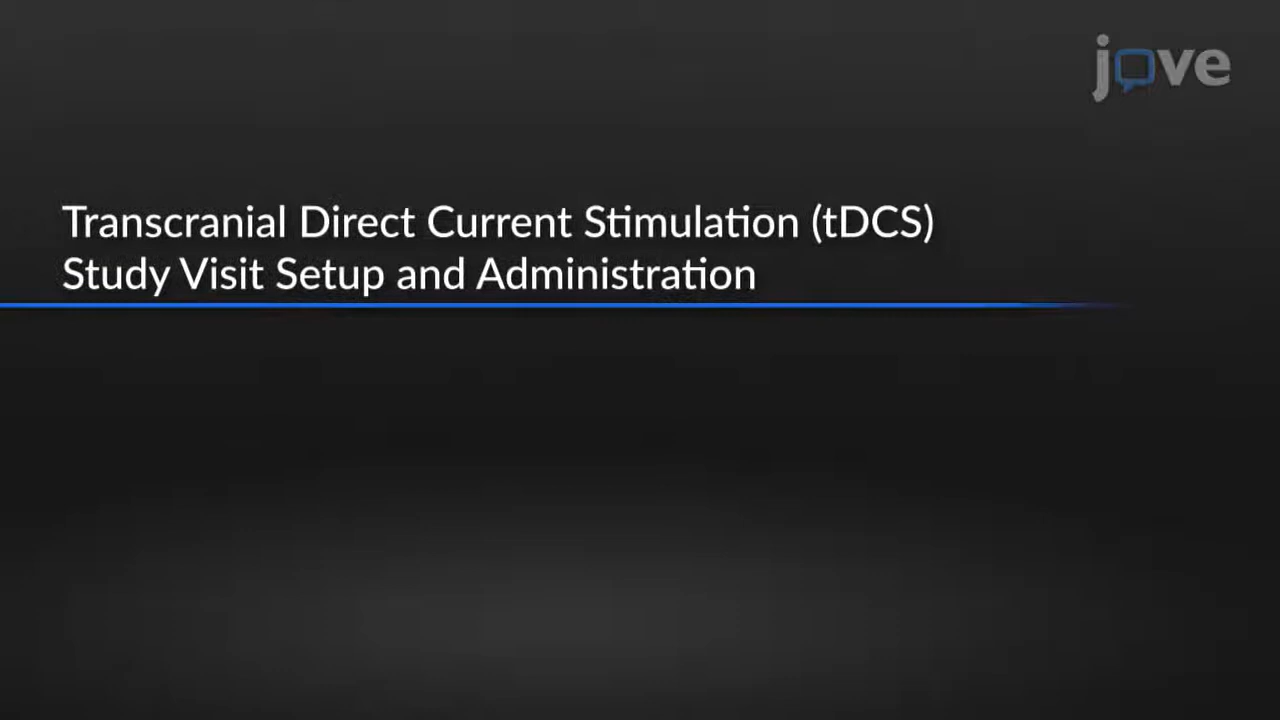 jove
Transcranial Direct Current Stimulation (tDCS)
Study Visit Setup and Administration